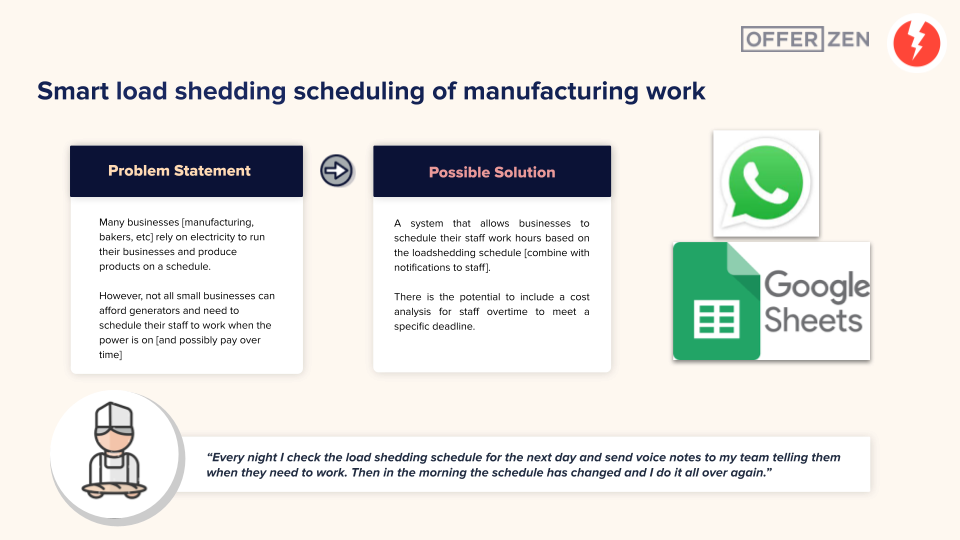 OFFER ZEN
Smart load shedding scheduling of manufacturing work
Problem Statement
Many businesses [manufacturing,
bakers, etc] rely on electricity to run
their businesses and produce
products on a schedule.
However, not all small businesses can
afford generators and need to
schedule their staff to work when the
power is on [and possibly pay over
time]
Possible Solution
A system that allows businesses to
schedule their staff work hours based on
the loadshedding schedule [combine with
notifications to staff].
There is the potential to include a cost
analysis for staff overtime to meet a
specific deadline.
Google
Sheets
“Every night I check the load shedding schedule for the next day and send voice notes to my team telling them
when they need to work. Then in the morning the schedule has changed and I do it all over again.”